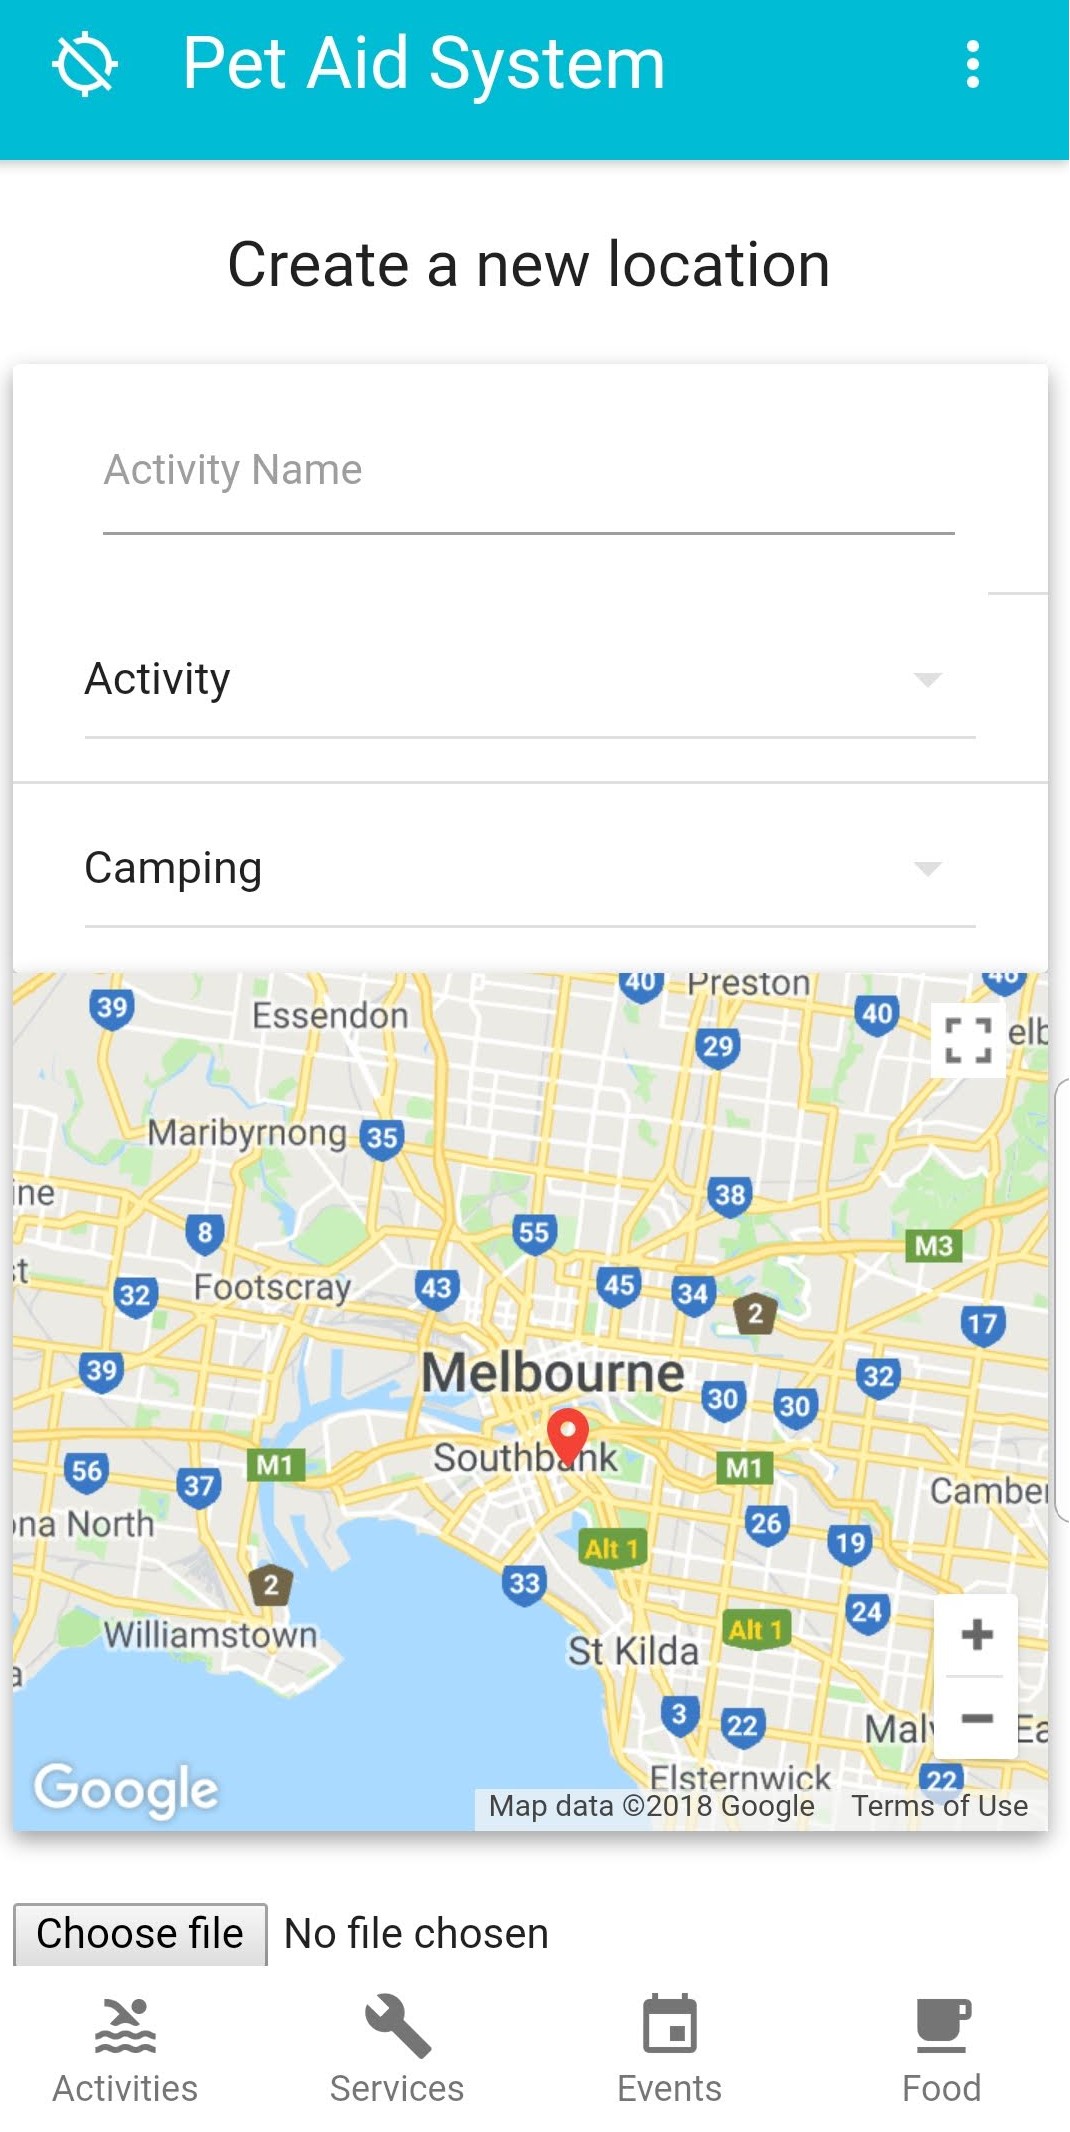 Pet Aid System
Create a new location
Activity Name
Activity
Camping
40 Preston 40
39 Essendon 40 elb
29
Maribyrnong 35
ine 38
8 55 M3
st
32 Footscray 43 45 34 2 17
39 Melbourne 30 30 32
Southbank
56 37 M1 M1 Camber
ona North 26 19
2 Alt 1
33 24
Williamstown St Kilda Alt 1
a
3 22 Malv Ea
Elsternwick 22
Google Map data ©2018 Google Terms of Use
Choose file No file chosen
Activities Services Events Food